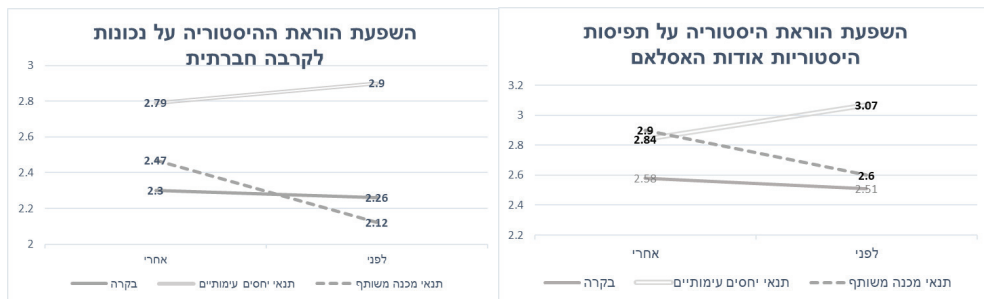 השפעת הוראת היסטוריה על תפיסות
היסטוריות אודות האסלאם
3.2
3
2.8
2.6
2.4
2.2
2.9
2.84
2.58
3.07
2.6
2.51
אחרי
לפני
בקרה
תנאי יחסים עימותיים
תנאי מכנה משותף
השפעת הוראת ההיסטוריה על נכונות
לקרבה חברתית
3
2.8
2.6
2.4
2.2
2
2.79
2.47
2.3
2.9
2.26
2.12
אחרי
לפני
בקרה
תנאי יחסים עימותיים
תנאי מכנה משותף